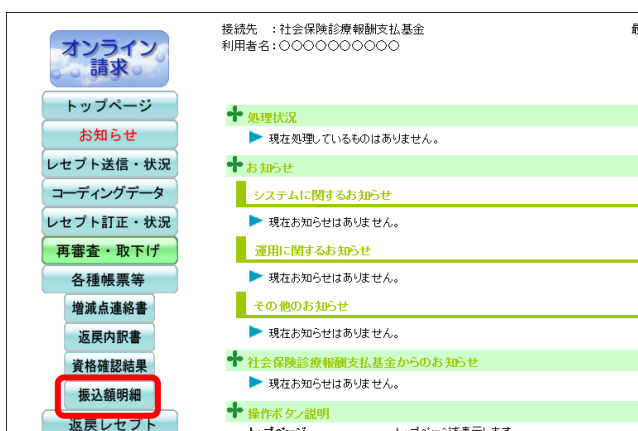 接続先　：社会保険診療報酬支払基金
利用者名：○○○○○○○○○○
オンライン
請求
トップページ
お知らせ
レセプト送信・状況
コーディングデータ
レセプト訂正・状況
再審査・取下げ
各種帳票等
増減点連絡書
返戻内訳書
資格確認結果
振込額明細
返戻レセプト
処理状況
現在処理しているものはありません。
お知らせ
システムに関するお知らせ
現在お知らせはありません。
運用に関するお知らせ
現在お知らせはありません。
その他のお知らせ
現在お知らせはありません。
社会保険診療報酬支払基金からのお知らせ
現在お知らせはありません。
操作ボタン説明